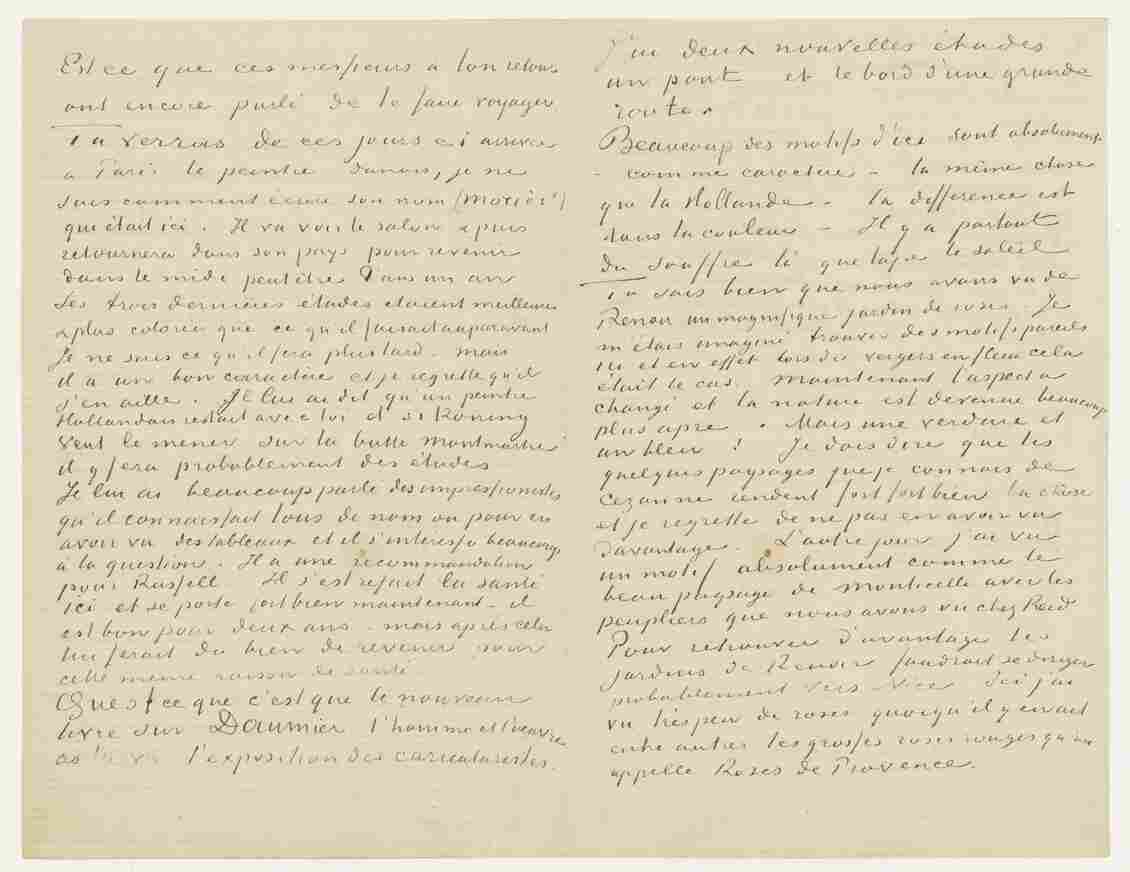 Est ce que ces messieurs à ton retour
ont encore parlé de te faire voyager
Tu verras de ces jours ci arriver
à Paris le peintre danois, je ne
sais comment écrire son nom (Morier?)
qui était ici. Il va voir le salon & puis
retournera dans son pays pour revenir
dans le midi peutêtre dans un an
Ses trois dernières études etaient meilleures
& plus colorées que ce qu'il faisait auparavant
Je ne sais ce qu'il fera plus tard. mais
il a un bon caractère et je regrette qu'il
s'en aille. Je lui ai dit qu'un peintre
Hollandais restait avec toi et si Koning
veut le mener sur la butte Montmartre
il y fera probablement des études
Je lui ai beaucoup parlé des impressionistes
qu'il connaissait tous de nom ou pour en
avoir vu des tableaux et il s'interesse beaucoup
à la question. Il a une recommandation
pour Russell. Il s'est refait la santé
ici et se porte fort bien maintenant – il
est bon pour deux ans. mais après cela
lui ferait du bien de revenir pour
cette même raison de santé
Qu'est ce que c'est que le nouveau
livre sur Daumier l'homme et l'oeuvre
as tu vu l'exposition des caricaturistes.
J'ai deux nouvelles études
un pont et le bord d'une grande
route.
Beaucoup des motifs d'ici sont absolument
– comme caractère – la même chose
que la Hollande – la difference est
dans la couleur – Il y a partout
du souffre là que tape le soleil
Tu sais bien que nous avons vu de
Renoir un magnifique jardin de roses. Je
m'étais imaginé trouver des motifs pareils
ici et en effet lors des vergers en fleur cela
était le cas. Maintenant l'aspect a
changé et la nature est devenue beaucoup
plus apre. Mais une verdure et
un bleu! Je dois dire que les
quelques paysages que je connais de
Cezanne rendent fort fort bien la chose
et je regrette de ne pas en avoir vu
davantage. L'autre jour j'ai vu
un motif absolument comme le
beau paysage de Monticelli avec les
peupliers que nous avons vu chez Reid
Pour retrouver d'avantage les
jardins de Renoir faudrait se diriger
probablement vers Nice. Ici j'ai
vu très peu de roses quoiqu'il y en ait
entre autres les grosses roses rouges qu'on
appelle Roses de Provence.